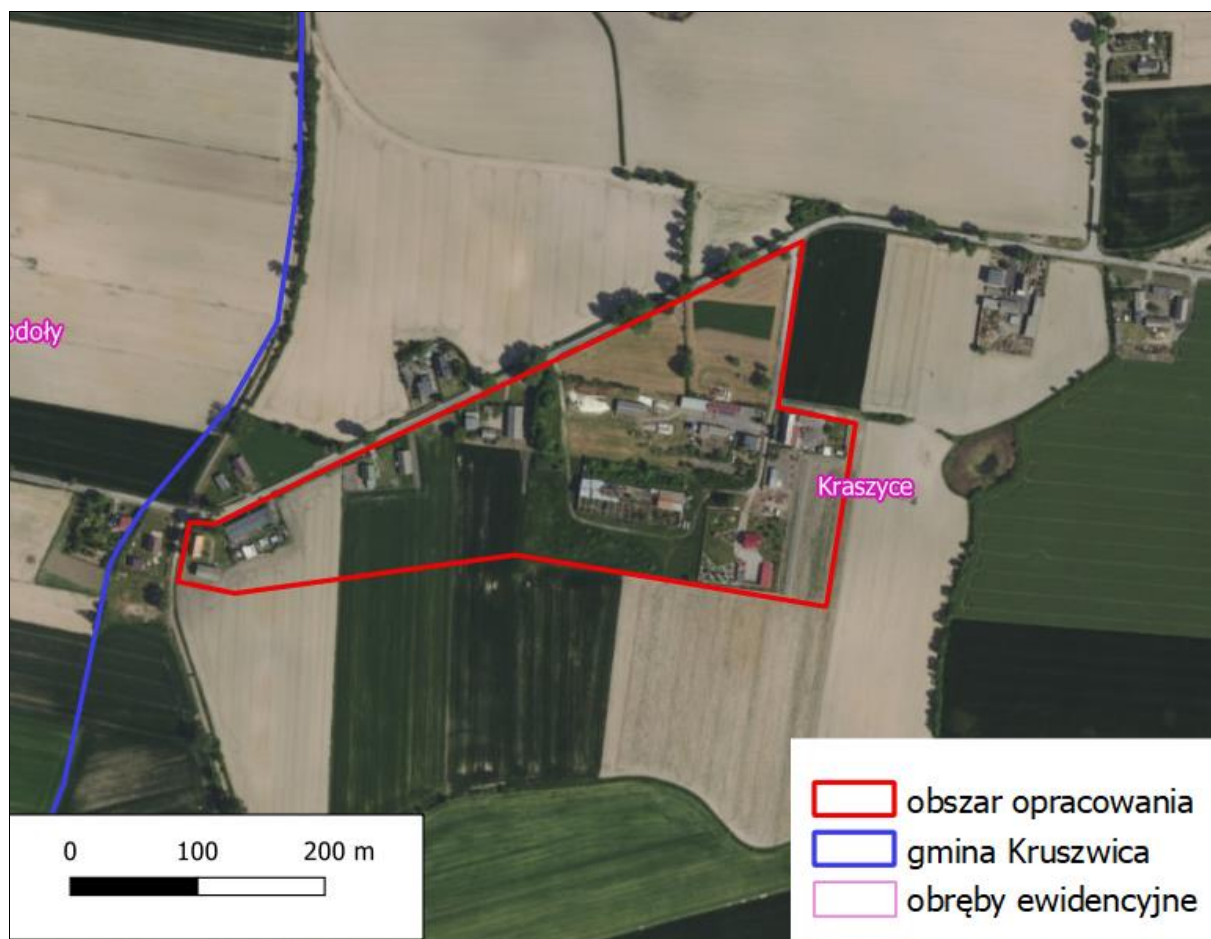 odoły
Kraszyce
obszar opracowania
gmina Kruszwica
obręby ewidencyjne
0 100 200 m